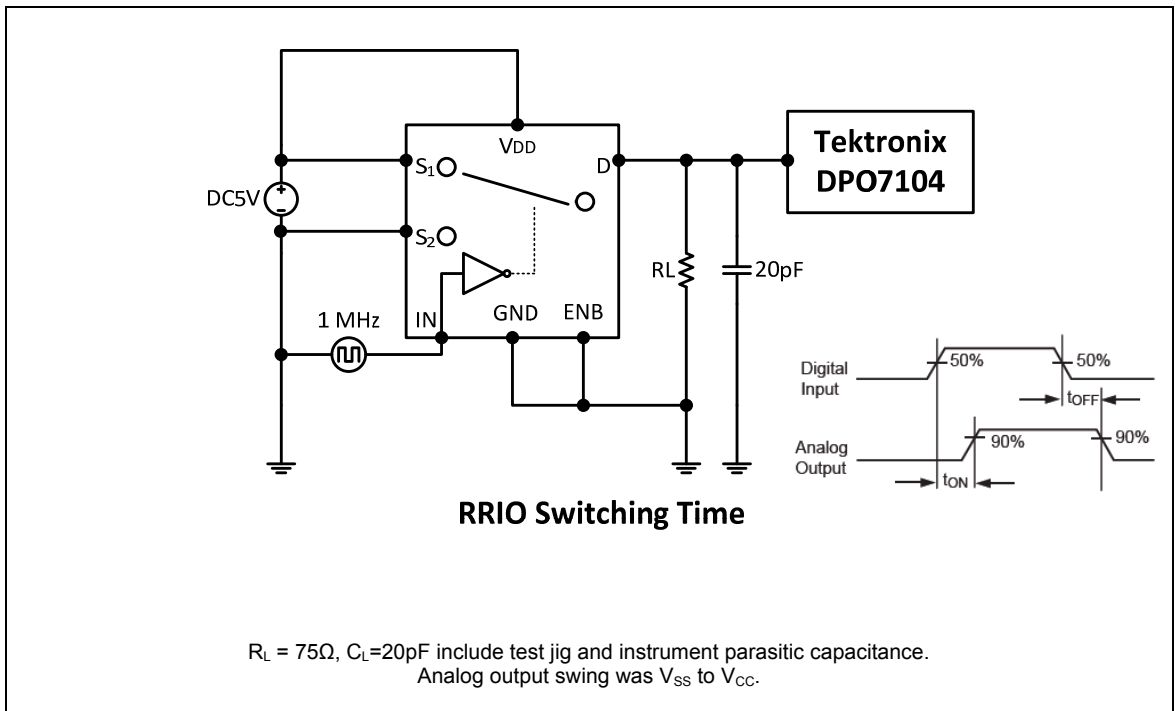 VDD
S1
D
Tektronix
DPO7104
DC5V
+
-
S2
RL
20pF
1 MHz
IN
GND
ENB
Digital
Input
50%
50%
tOFF
Analog
Output
90%
90%
tON
RRIO Switching Time
RL = 75Ω, CL=20pF include test jig and instrument parasitic capacitance.
Analog output swing was VSS to VCC.